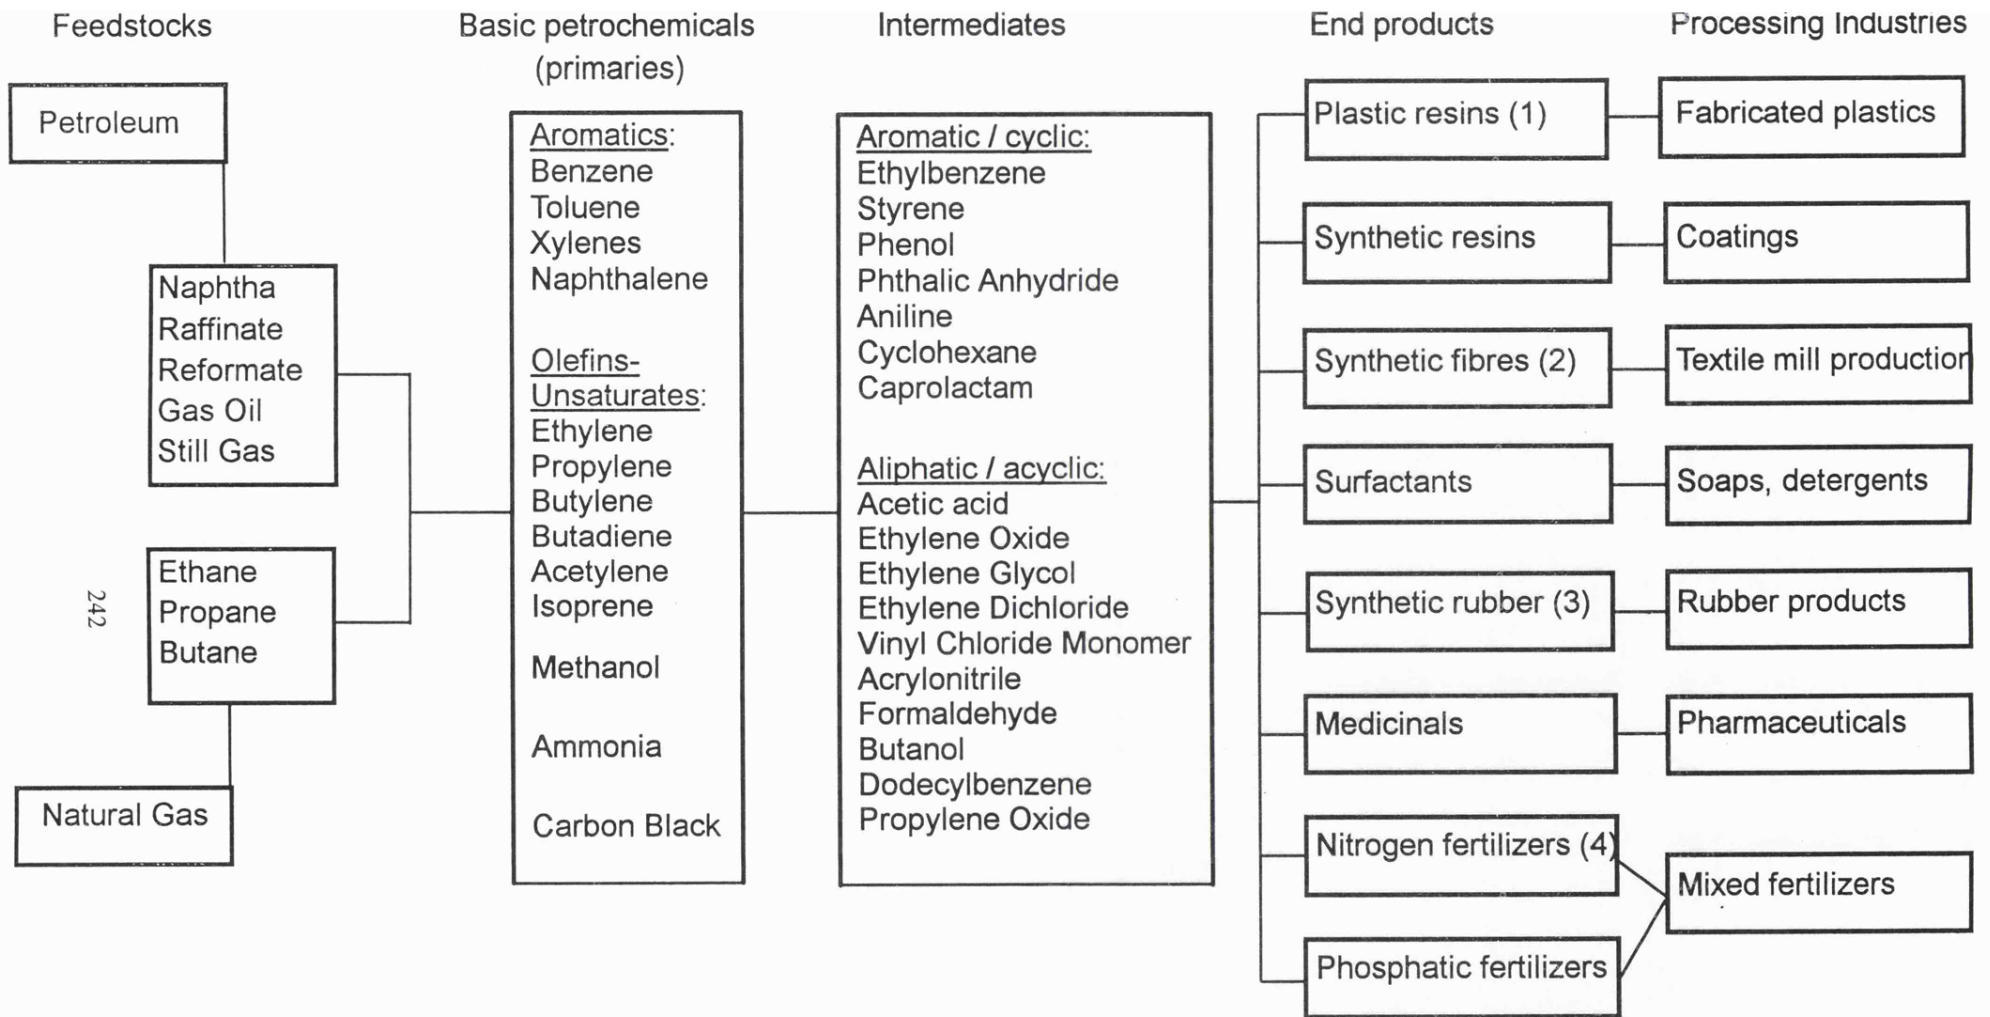 Feedstocks
Basic petrochemicals
(primaries)
Intermediates
End products
Processing Industries
Petroleum
Naphtha
Raffinate
Reformate
Gas Oil
Still Gas
Ethane
Propane
Butane
Natural Gas
242
Aromatics:
Benzene
Toluene
Xylenes
Naphthalene
Olefins-
Unsaturates:
Ethylene
Propylene
Butylene
Butadiene
Acetylene
Isoprene
Methanol
Ammonia
Carbon Black
Aromatic / cyclic:
Ethylbenzene
Styrene
Phenol
Phthalic Anhydride
Aniline
Cyclohexane
Caprolactam
Aliphatic / acyclic:
Acetic acid
Ethylene Oxide
Ethylene Glycol
Ethylene Dichloride
Vinyl Chloride Monomer
Acrylonitrile
Formaldehyde
Butanol
Dodecylbenzene
Propylene Oxide
Plastic resins (1)
Synthetic resins
Synthetic fibres (2)
Surfactants
Synthetic rubber (3)
Medicinals
Nitrogen fertilizers (4)
Phosphatic fertilizers
Fabricated plastics
Coatings
Textile mill production
Soaps, detergents
Rubber products
Pharmaceuticals
Mixed fertilizers